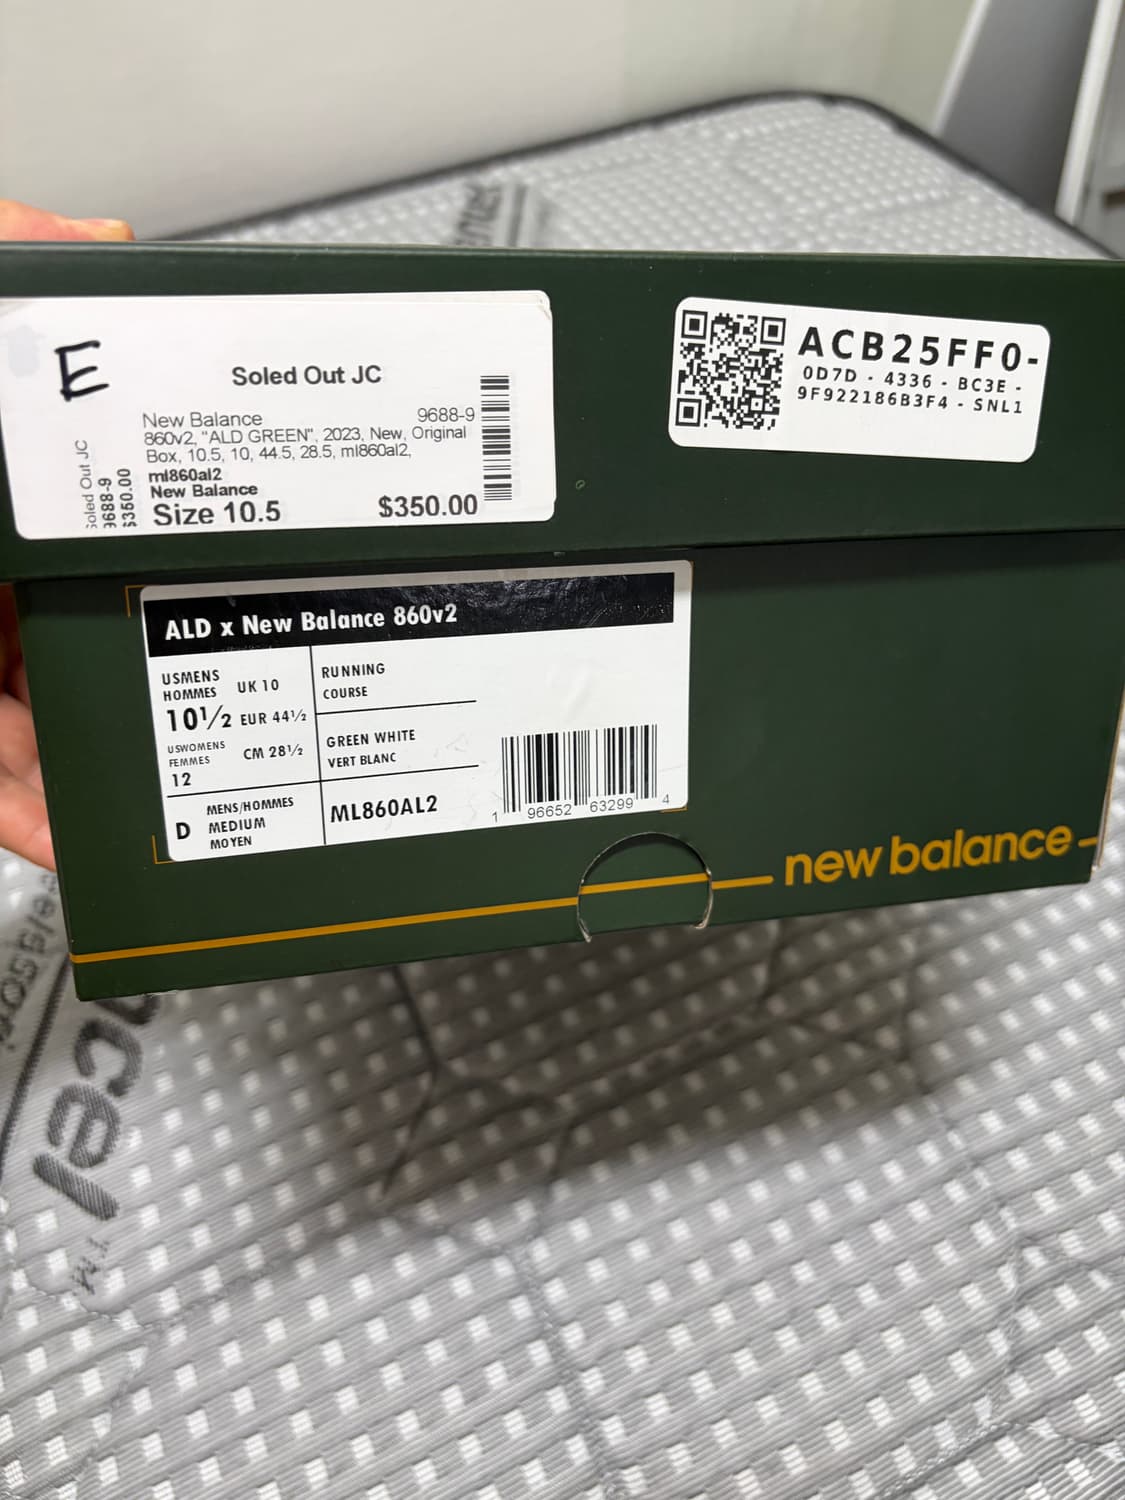 E
Soled Out JC
New Balance 9688-9
860v2, "ALD GREEN", 2023, New, Original
Box, 10.5, 10, 44.5, 28.5, ml860al2,
ml860al2
New Balance
Size 10.5 $350.00
Soled Out JC
9688-9
$350.00
ACB25FF0-
0D7D - 4336 - BC3E -
9F922186B3F4 - SNL1
ALD x New Balance 860v2
USMENS
HOMMES UK 10
10½ EUR 44½
USWOMENS
FEMMES CM 28½
12
D
MENS/HOMMES
MEDIUM
MOYEN
RUNNING
COURSE
GREEN WHITE
VERT BLANC
ML860AL2
1 96652 63299 4
new balance